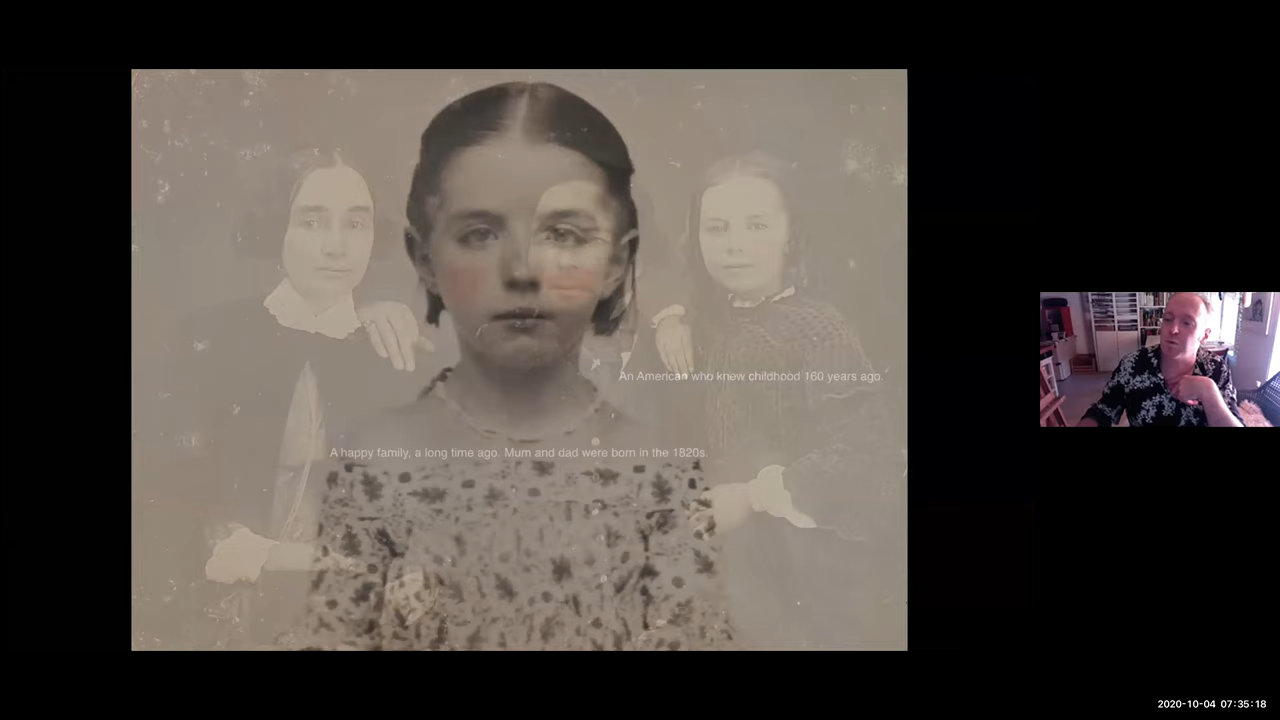 An American who knew childhood 160 years ago.
A happy family, a long time ago. Mum and dad were born in the 1820s.
2020-10-04 07:35:18